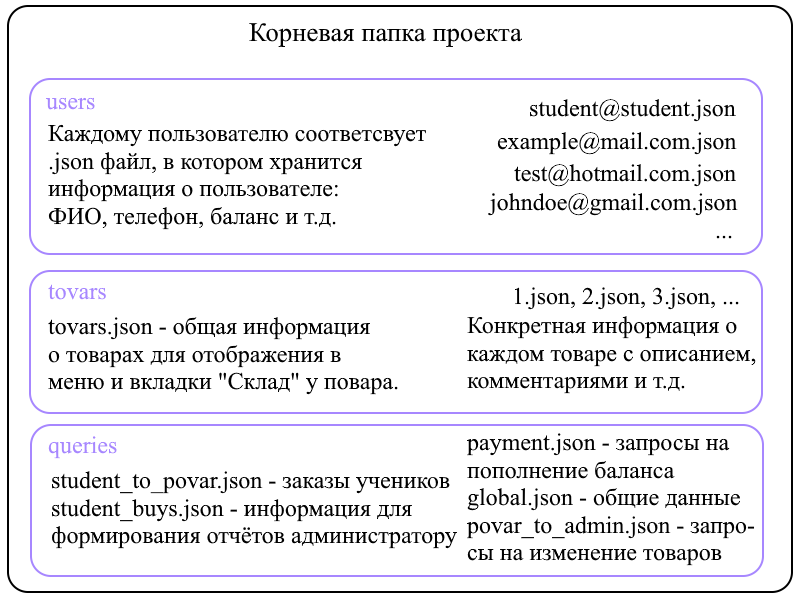 Корневая папка проекта
users
Каждому пользователю соответсвует
.json файл, в котором хранится
информация о пользователе:
ФИО, телефон, баланс и т.д.
student@student.json
example@mail.com.json
test@hotmail.com.json
johndoe@gmail.com.json
...
tovars
tovars.json - общая информация
о товарах для отображения в
меню и вкладки "Склад" у повара.
1.json, 2.json, 3.json, ...
Конкретная информация о
каждом товаре с описанием,
комментариями и т.д.
queries
student_to_povar.json - заказы учеников
student_buys.json - информация для
формирования отчётов администратору
payment.json - запросы на
пополнение баланса
global.json - общие данные
povar_to_admin.json - запро-
сы на изменение товаров